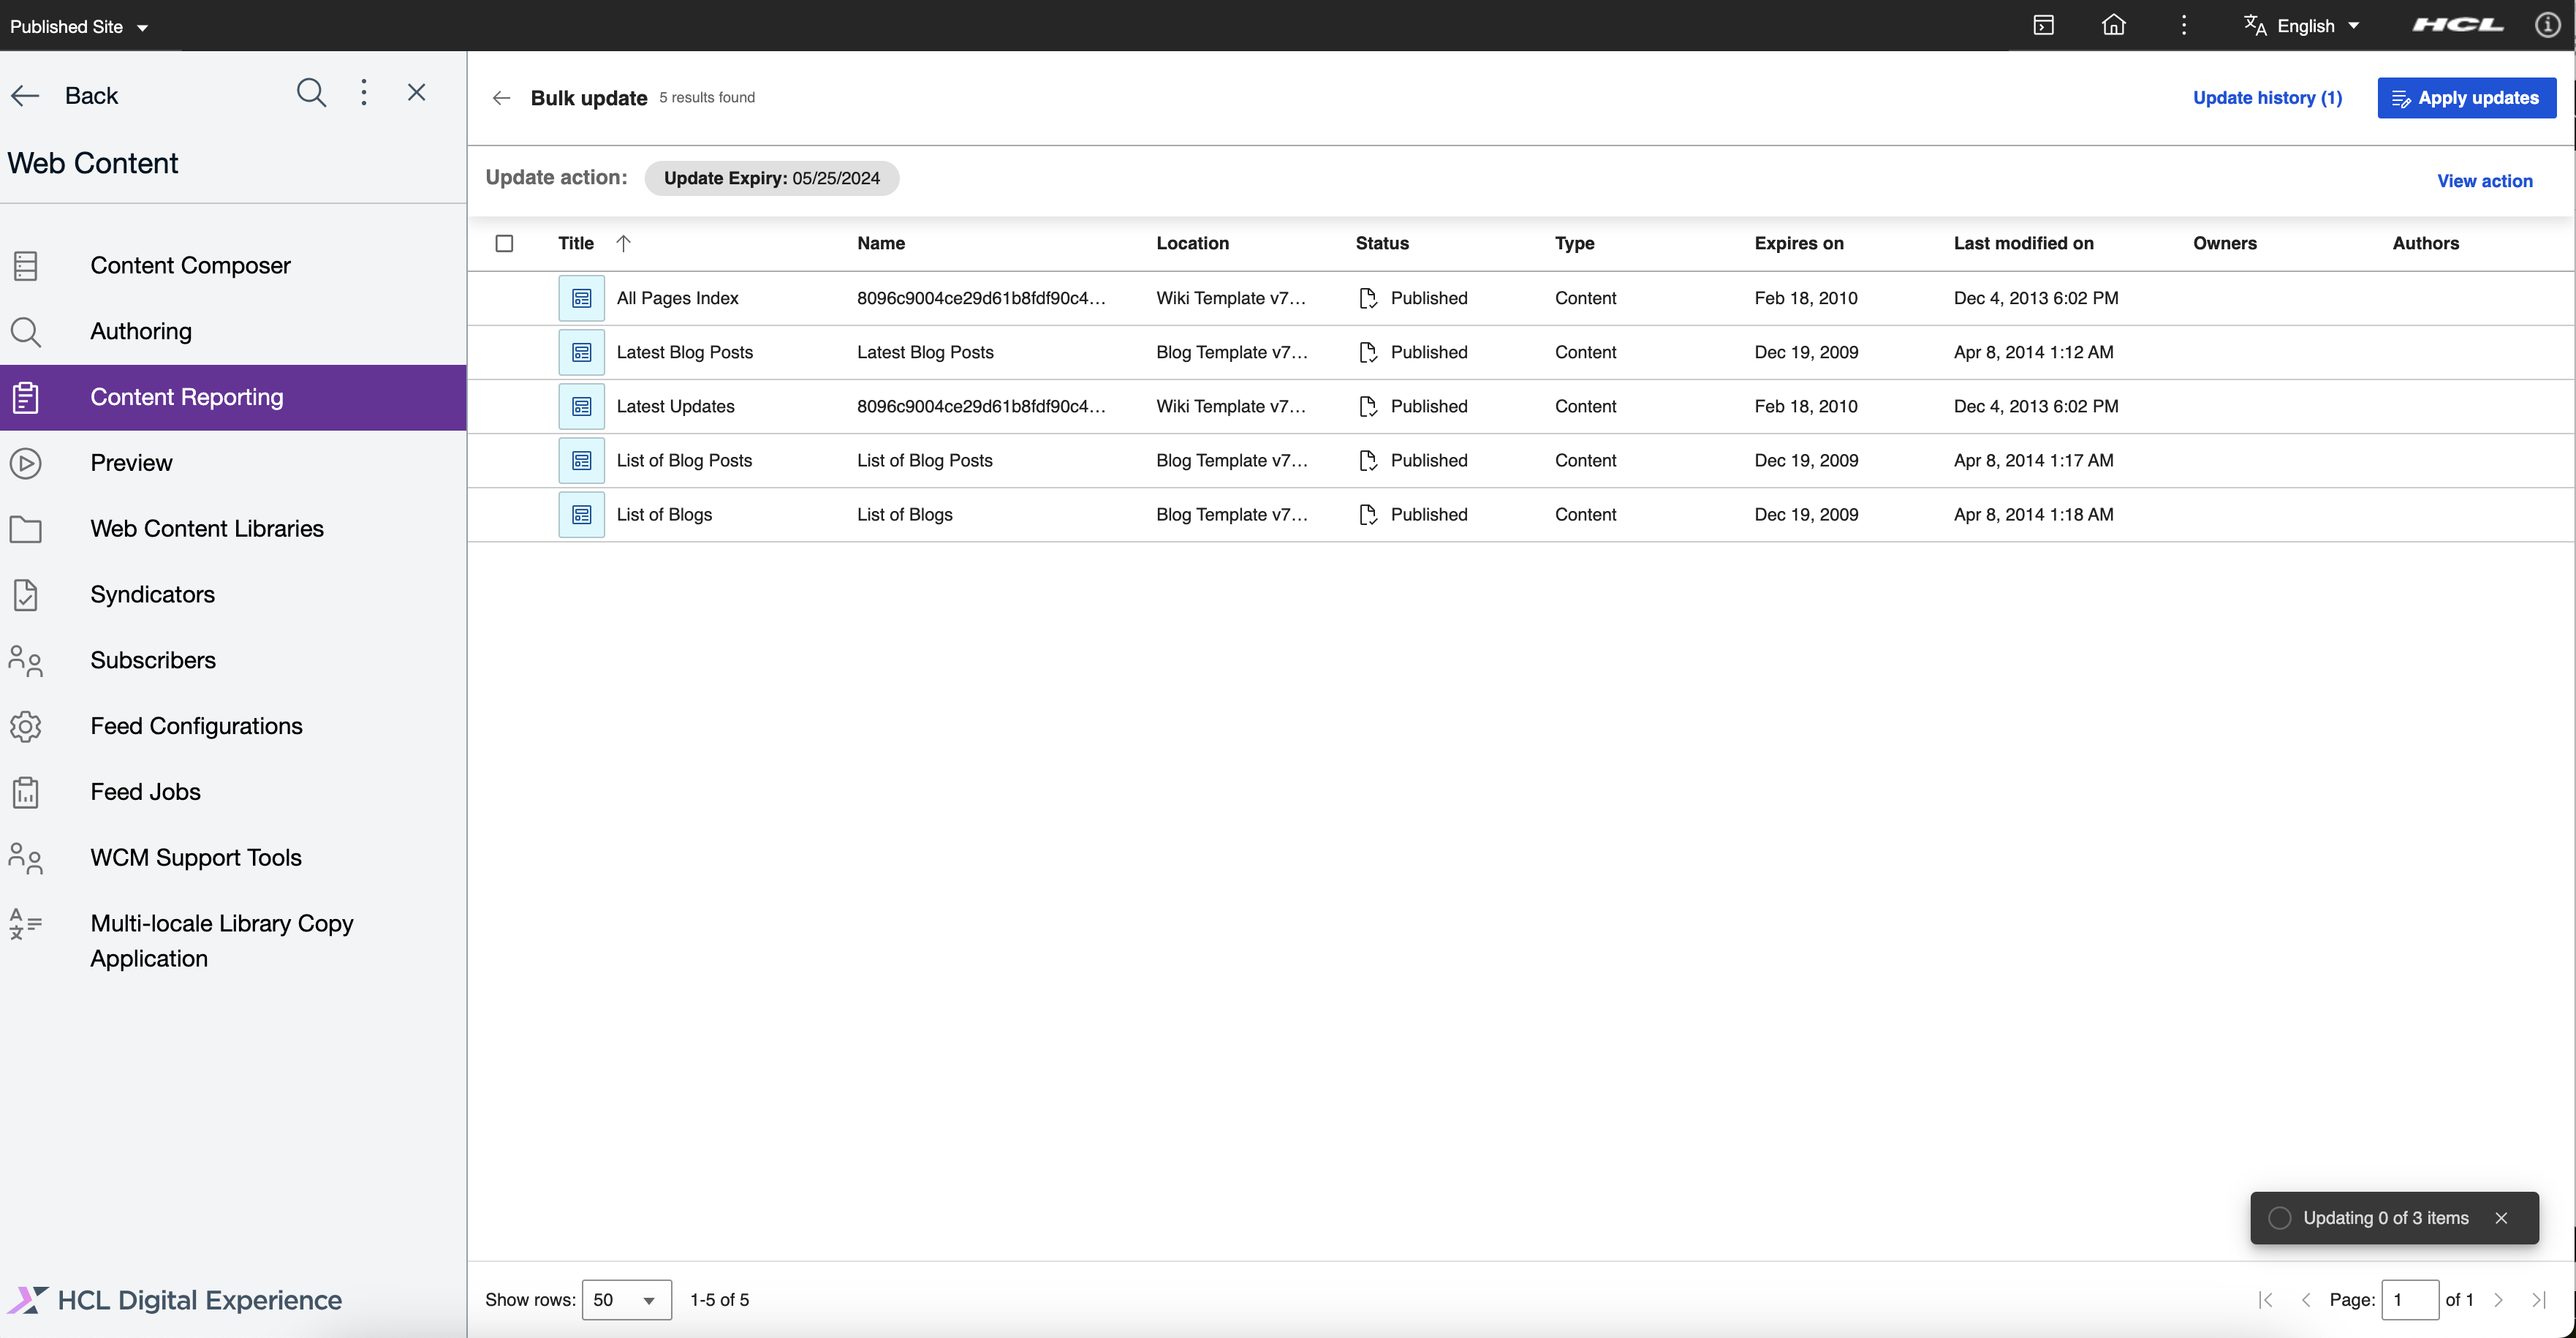 Published Site
English
HCL
Back
Web Content
Content Composer
Authoring
Content Reporting
Preview
Web Content Libraries
Syndicators
Subscribers
Feed Configurations
Feed Jobs
WCM Support Tools
Multi-locale Library Copy
Application
HCL Digital Experience
Bulk update 5 results found
Update history (1)
Apply updates
Update action: Update Expiry: 05/25/2024
View action
Title Name Location Status Type Expires on Last modified on Owners Authors
All Pages Index 8096c9004ce29d61b8fdf90c4... Wiki Template v7... Published Content Feb 18, 2010 Dec 4, 2013 6:02 PM
Latest Blog Posts Latest Blog Posts Blog Template v7... Published Content Dec 19, 2009 Apr 8, 2014 1:12 AM
Latest Updates 8096c9004ce29d61b8fdf90c4... Wiki Template v7... Published Content Feb 18, 2010 Dec 4, 2013 6:02 PM
List of Blog Posts List of Blog Posts Blog Template v7... Published Content Dec 19, 2009 Apr 8, 2014 1:17 AM
List of Blogs List of Blogs Blog Template v7... Published Content Dec 19, 2009 Apr 8, 2014 1:18 AM
Updating 0 of 3 items
Show rows: 50 1-5 of 5
Page: 1 of 1